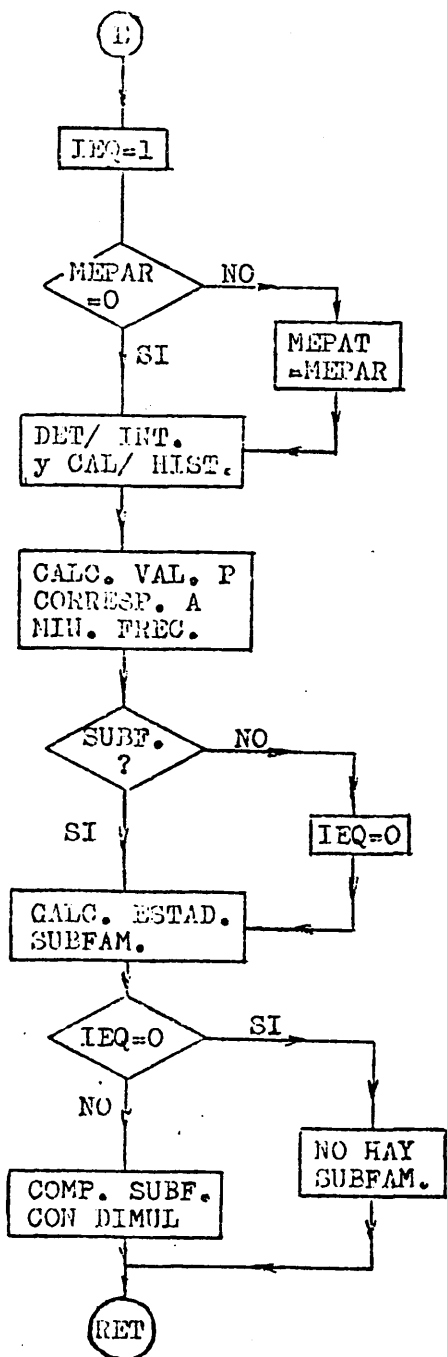 E
IEQ=1
MEPAR
=0
NO
SI
MEPAT
=MEPAR
DET/ INT.
y CAL/ HIST.
CALC. VAL. P
CORRESP. A
MIN. FREC.
SUBF.
?
NO
SI
IEQ=0
CALC. ESTAD.
SUBFAM.
IEQ=0
SI
NO
NO HAY
SUBFAM.
COMP. SUBF.
CON DIMUL
RET